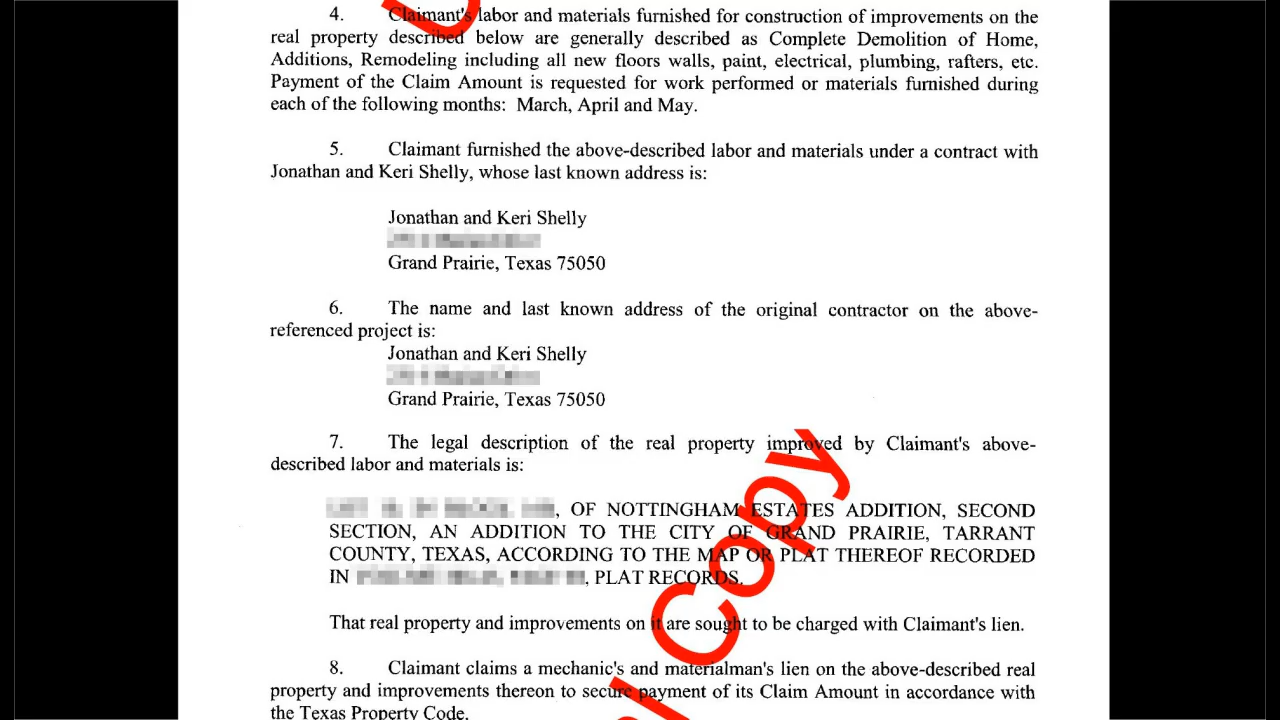 4. Claimant's labor and materials furnished for construction of improvements on the
real property described below are generally described as Complete Demolition of Home,
Additions, Remodeling including all new floors walls, paint, electrical, plumbing, rafters, etc.
Payment of the Claim Amount is requested for work performed or materials furnished during
each of the following months: March, April and May.
5. Claimant furnished the above-described labor and materials under a contract with
Jonathan and Keri Shelly, whose last known address is:
Jonathan and Keri Shelly
Grand Prairie, Texas 75050
6. The name and last known address of the original contractor on the above-
referenced project is:
Jonathan and Keri Shelly
Grand Prairie, Texas 75050
7. The legal description of the real property improved by Claimant's above-
described labor and materials is:
, OF NOTTINGHAM ESTATES ADDITION, SECOND
SECTION, AN ADDITION TO THE CITY OF GRAND PRAIRIE, TARRANT
COUNTY, TEXAS, ACCORDING TO THE MAP OR PLAT THEREOF RECORDED
IN , PLAT RECORDS.
That real property and improvements on it are sought to be charged with Claimant's lien.
8. Claimant claims a mechanic's and materialman's lien on the above-described real
property and improvements thereon to secure payment of its Claim Amount in accordance with
the Texas Property Code.
Copy